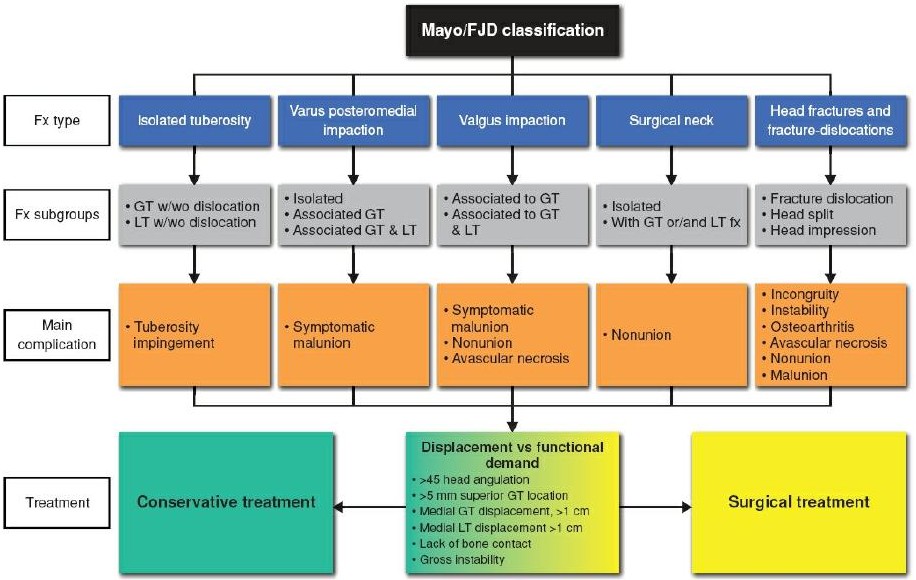 Mayo/FJD classification
Fx type
Isolated tuberosity
Varus posteromedial
impaction
Valgus impaction
Surgical neck
Head fractures and
fracture-dislocations
Fx subgroups
• GT w/wo dislocation
• LT w/wo dislocation
• Isolated
• Associated GT
• Associated GT & LT
• Associated to GT
• Associated to GT
& LT
• Isolated
• With GT or/and LT fx
• Fracture dislocation
• Head split
• Head impression
Main
complication
• Tuberosity
impingement
• Symptomatic
malunion
• Symptomatic
malunion
• Nonunion
• Avascular necrosis
• Nonunion
• Incongruity
• Instability
• Osteoarthritis
• Avascular necrosis
• Nonunion
• Malunion
Treatment
Conservative treatment
Displacement vs functional
demand
• >45 head angulation
• >5 mm superior GT location
• Medial GT displacement, >1 cm
• Medial LT displacement >1 cm
• Lack of bone contact
• Gross instability
Surgical treatment